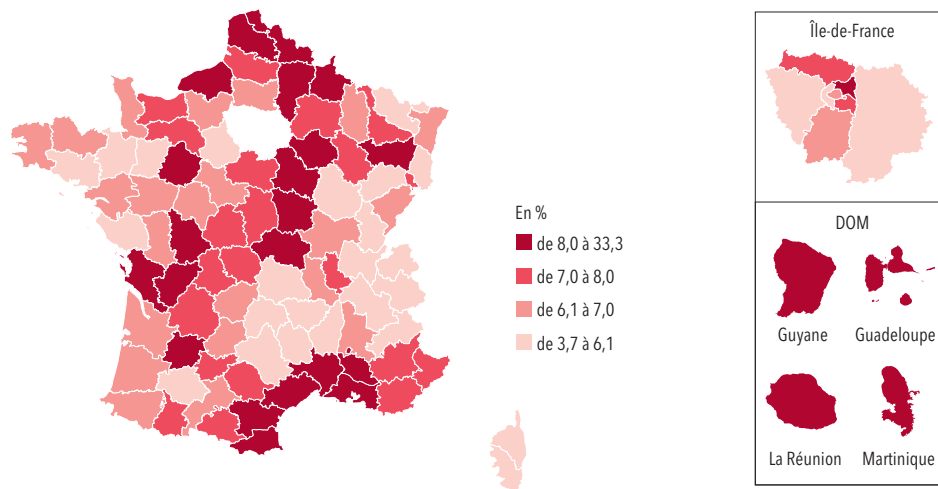 Île-de-France
En %
de 8,0 à 33,3
de 7,0 à 8,0
de 6,1 à 7,0
de 3,7 à 6,1
DOM
Guyane
Guadeloupe
La Réunion
Martinique